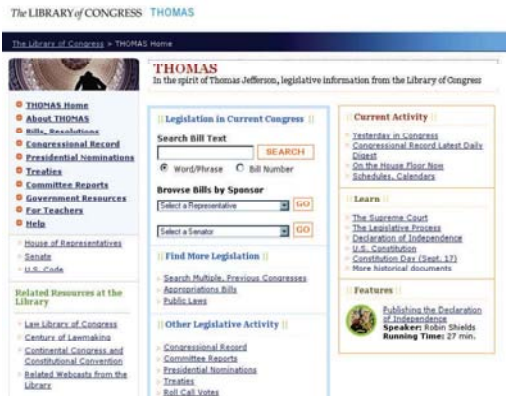 The LIBRARY of CONGRESS THOMAS
The Library of Congress > THOMAS Home
THOMAS
In the spirit of Thomas Jefferson, legislative information from the Library of Congress
THOMAS Home
About THOMAS
Bills, Resolutions
Congressional Record
Presidential Nominations
Treaties
Committee Reports
Government Resources
For Teachers
Help
House of Representatives
Senate
U.S. Code
Related Resources at the
Library
Law Library of Congress
Century of Lawmaking
Continental Congress and
Constitutional Convention
Related Webcasts from the
Library
Legislation in Current Congress
Search Bill Text
SEARCH
Word/Phrase Bill Number
Browse Bills by Sponsor
Select a Representative GO
Select a Senator GO
Find More Legislation
Search Multiple, Previous Congresses
Appropriations Bills
Public Laws
Other Legislative Activity
Congressional Record
Committee Reports
Presidential Nominations
Treaties
Roll Call Votes
Current Activity
Yesterday in Congress
Congressional Record Latest Daily
Digest
On the House Floor Now
Schedules, Calendars
Learn
The Supreme Court
The Legislative Process
Declaration of Independence
U.S. Constitution
Constitution Day (Sept. 17)
More historical documents
Features
Publishing the Declaration
of Independence
Speaker: Robin Shields
Running Time: 27 min.